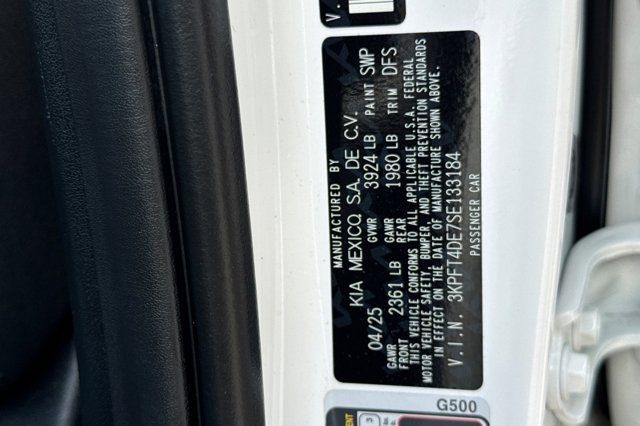 V.
MANUFACTURED BY
KIA MEXICO, S.A. DE C.V.
04/25 GVWR 3924 LB PAINT SWP
GAWR FRONT 2361 LB GAWR REAR 1980 LB TRIM DFS
THIS VEHICLE CONFORMS TO ALL APPLICABLE U.S.A. FEDERAL
MOTOR VEHICLE SAFETY, BUMPER, AND THEFT PREVENTION STANDARDS
IN EFFECT ON THE DATE OF MANUFACTURE SHOWN ABOVE.
V.I.N. 3KPFT4DE7SE133184
PASSENGER CAR
G500